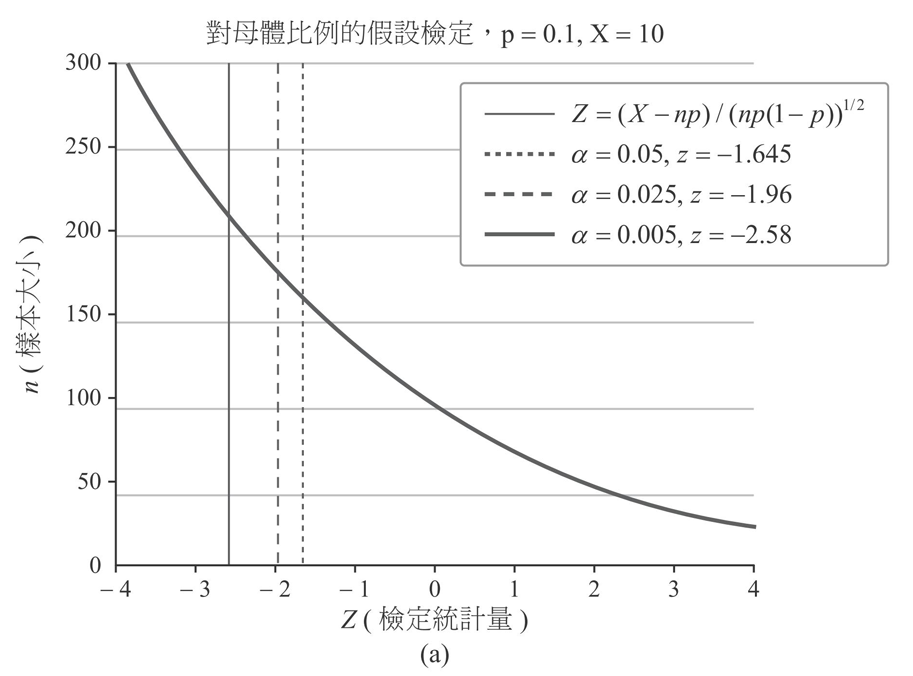 對母體比例的假設檢定，p = 0.1, X = 10
300
250
200
150
100
50
0
n ( 樣本大小 )
Z = (X − np) / (np(1 − p))^1/2
α = 0.05, z = −1.645
α = 0.025, z = −1.96
α = 0.005, z = −2.58
−4 −3 −2 −1 0 1 2 3 4
Z ( 檢定統計量 )
(a)